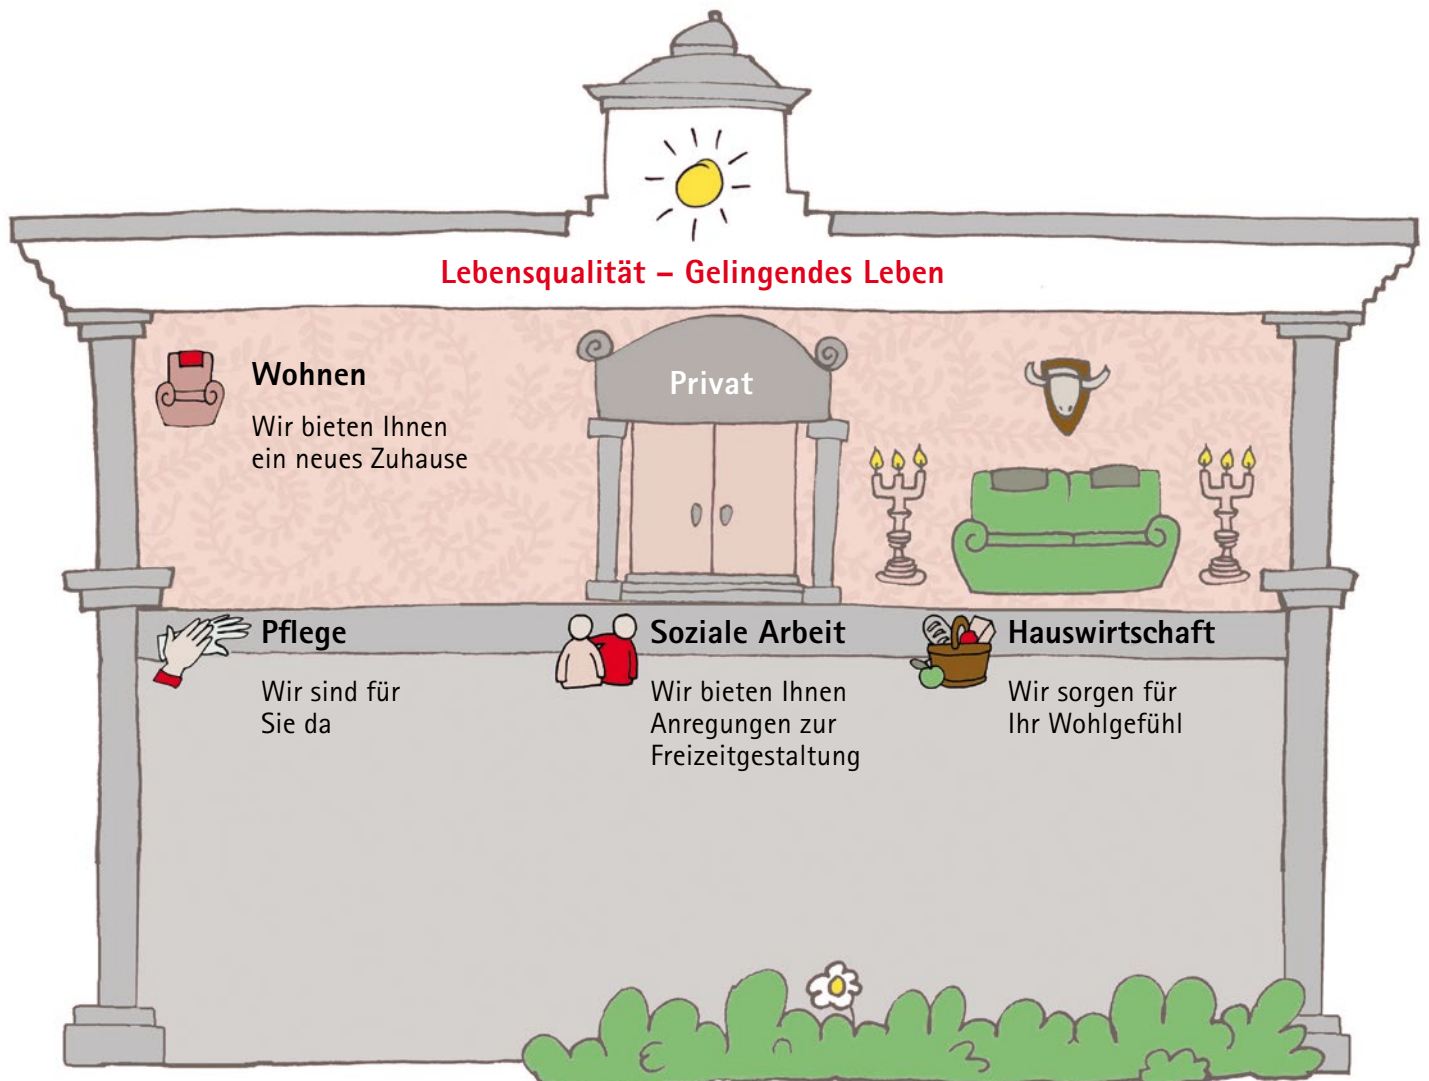 Lebensqualität – Gelingendes Leben
Wohnen
Wir bieten Ihnen
ein neues Zuhause
Privat
Pflege
Wir sind für
Sie da
Soziale Arbeit
Wir bieten Ihnen
Anregungen zur
Freizeitgestaltung
Hauswirtschaft
Wir sorgen für
Ihr Wohlgefühl